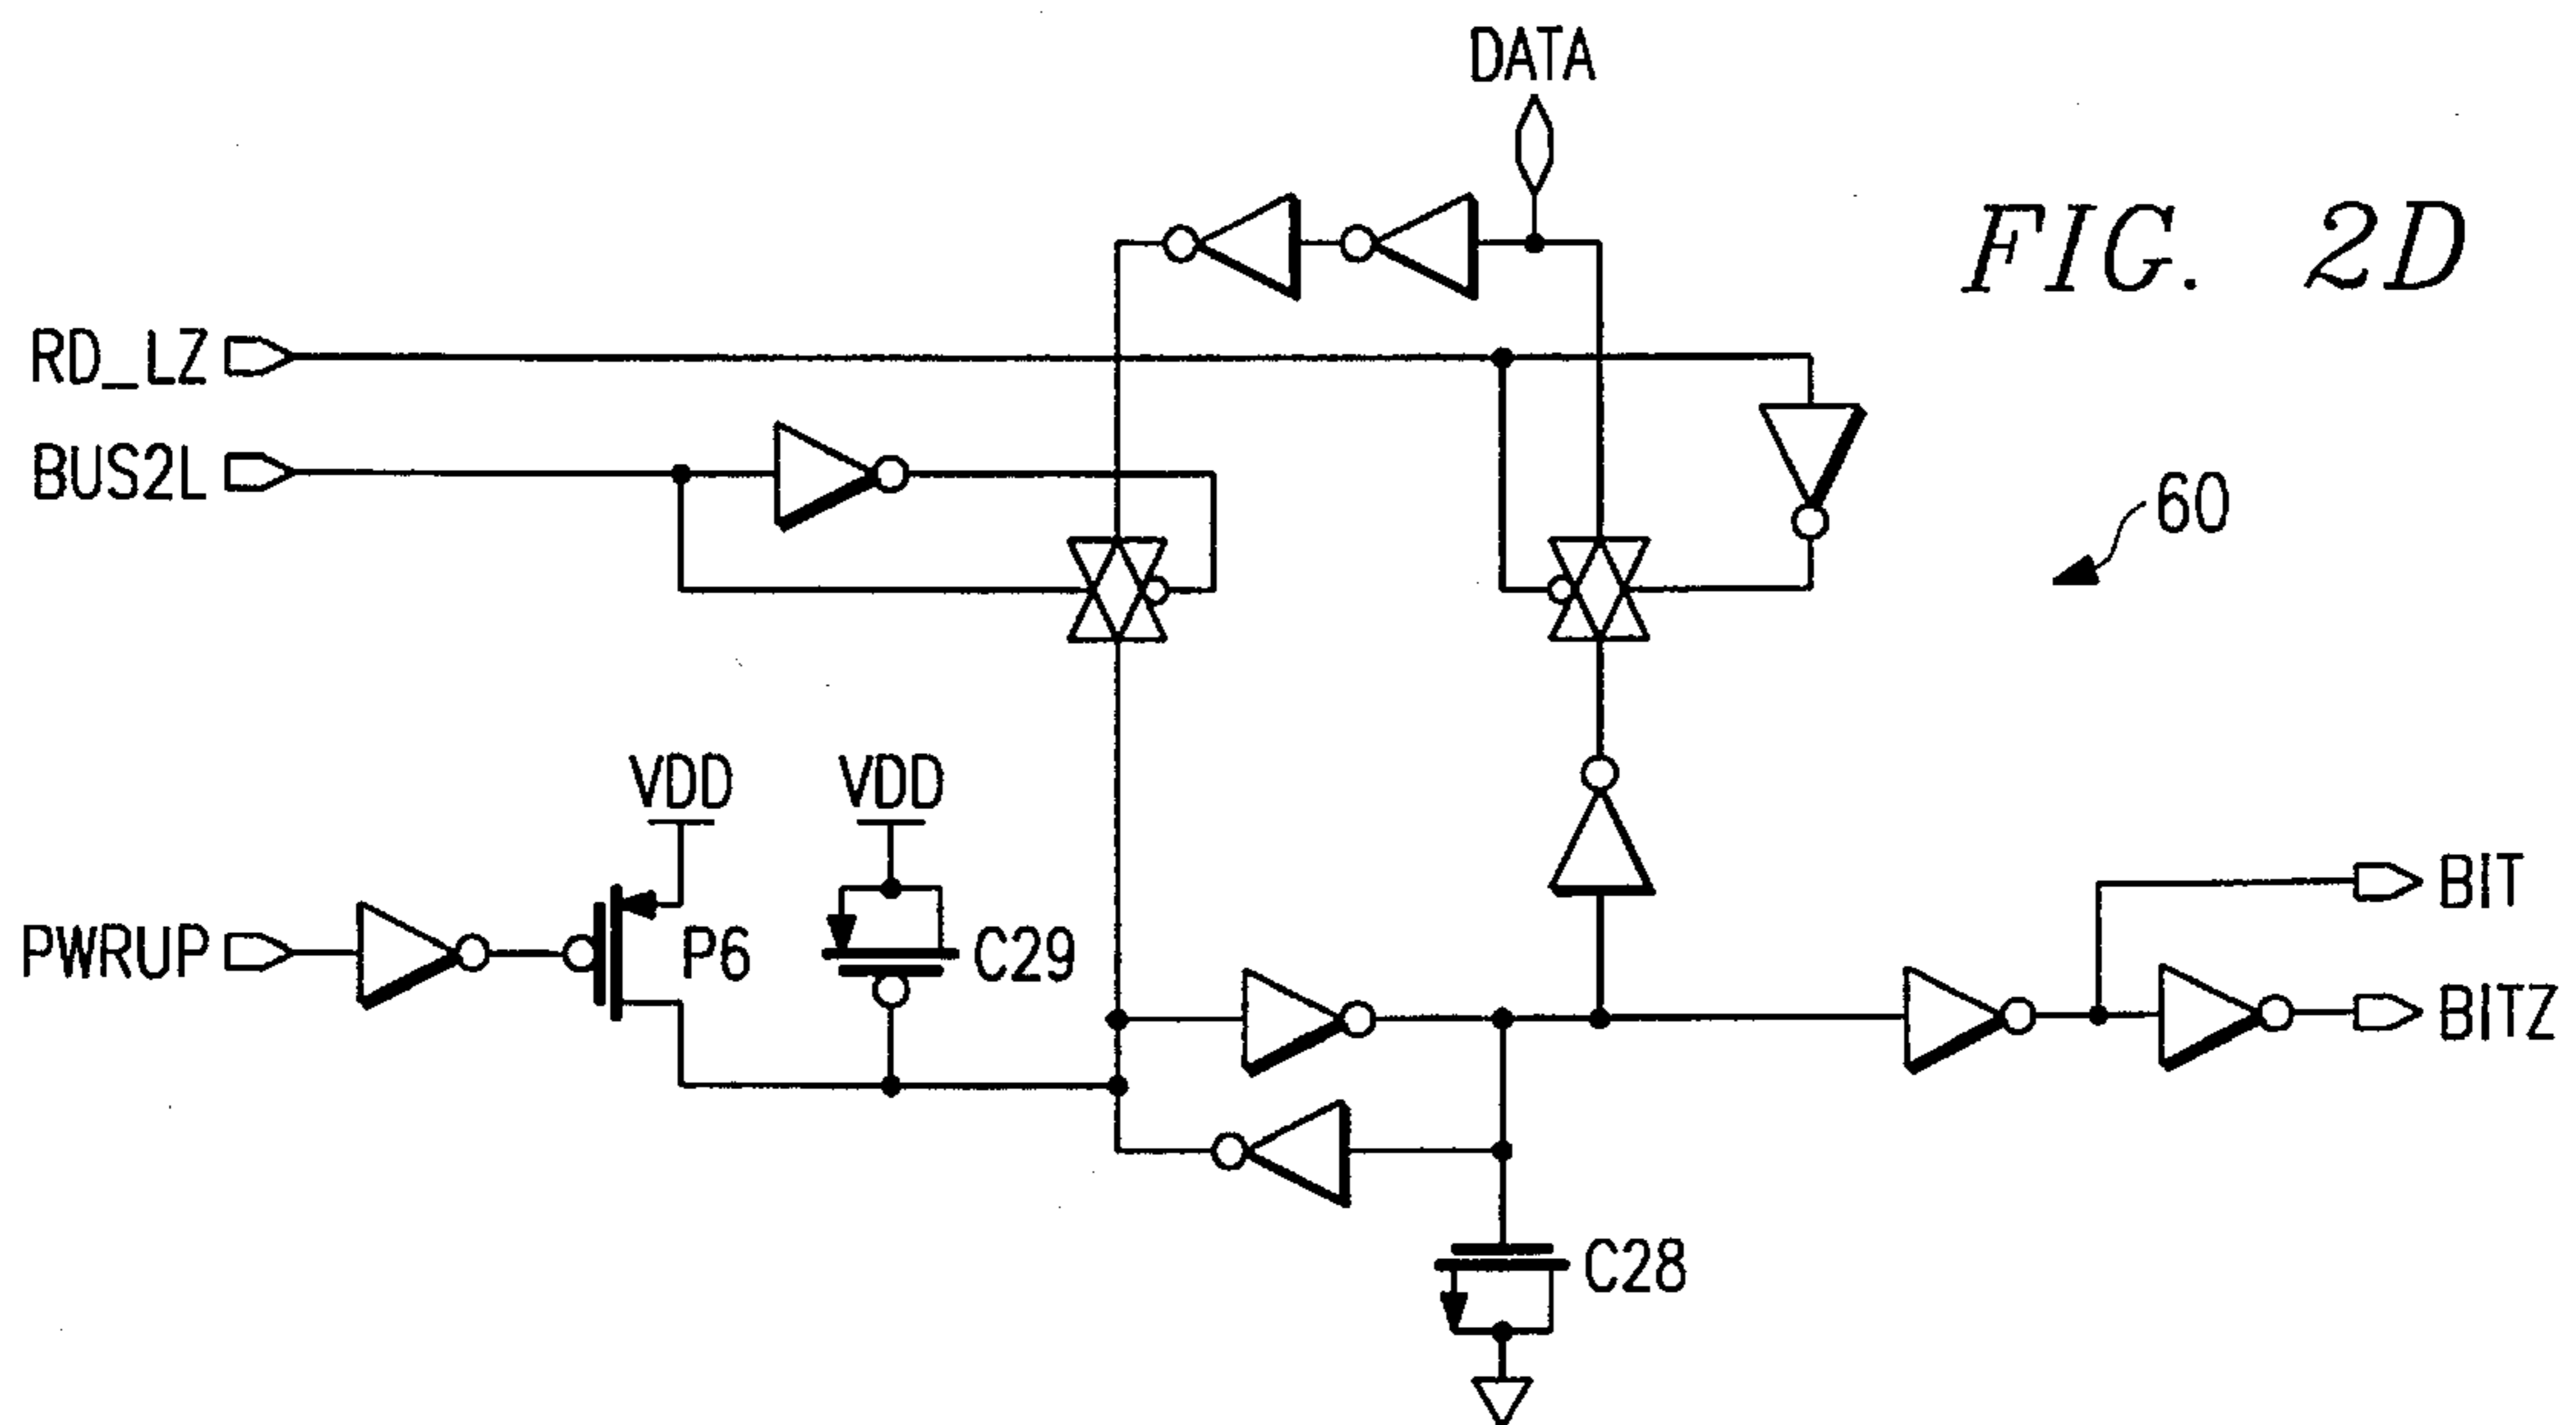 DATA
FIG. 2D
RD_LZ
BUS2L
60
VDD VDD
BIT
PWRUP P6 C29
BITZ
C28